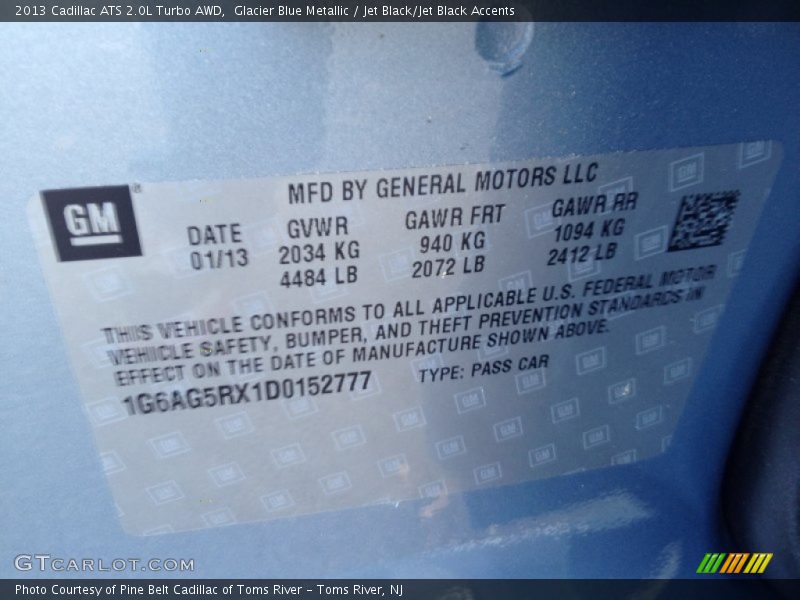 2013 Cadillac ATS 2.0L Turbo AWD, Glacier Blue Metallic / Jet Black/Jet Black Accents
GM
MFD BY GENERAL MOTORS LLC
DATE GVWR GAWR FRT GAWR RR
01/13 2034 KG 940 KG 1094 KG
4484 LB 2072 LB 2412 LB
THIS VEHICLE CONFORMS TO ALL APPLICABLE U.S. FEDERAL MOTOR
VEHICLE SAFETY, BUMPER, AND THEFT PREVENTION STANDARDS IN
EFFECT ON THE DATE OF MANUFACTURE SHOWN ABOVE.
1G6AG5RX1D0152777 TYPE: PASS CAR
GTCARLOT.COM
Photo Courtesy of Pine Belt Cadillac of Toms River – Toms River, NJ